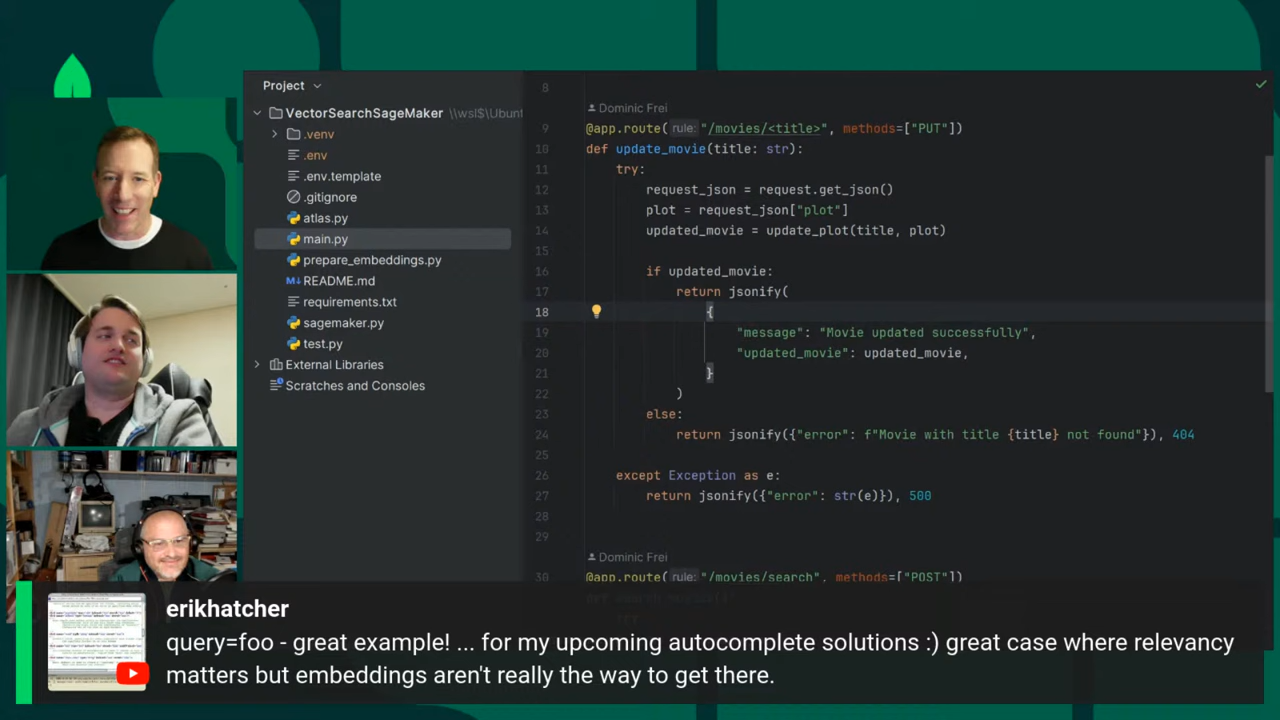 Project
VectorSearchSageMaker \\wsl$\Ubunt
.venv
.env
.env.template
.gitignore
atlas.py
main.py
prepare_embeddings.py
README.md
requirements.txt
sagemaker.py
test.py
External Libraries
Scratches and Consoles
8
Dominic Frei
9 @app.route( rule: "/movies/<title>", methods=["PUT"])
10 def update_movie(title: str):
11 try:
12 request_json = request.get_json()
13 plot = request_json["plot"]
14 updated_movie = update_plot(title, plot)
15
16 if updated_movie:
17 return jsonify(
18 {
19 "message": "Movie updated successfully",
20 "updated_movie": updated_movie,
21 }
22 )
23 else:
24 return jsonify({"error": f"Movie with title {title} not found"}), 404
25
26 except Exception as e:
27 return jsonify({"error": str(e)}), 500
28
29
Dominic Frei
30 @app.route( rule: "/movies/search", methods=["POST"])
erikhatcher
query=fou - great example! ... for my upcoming autocomplete solutions :) great case where relevancy
matters but embeddings aren't really the way to get there.